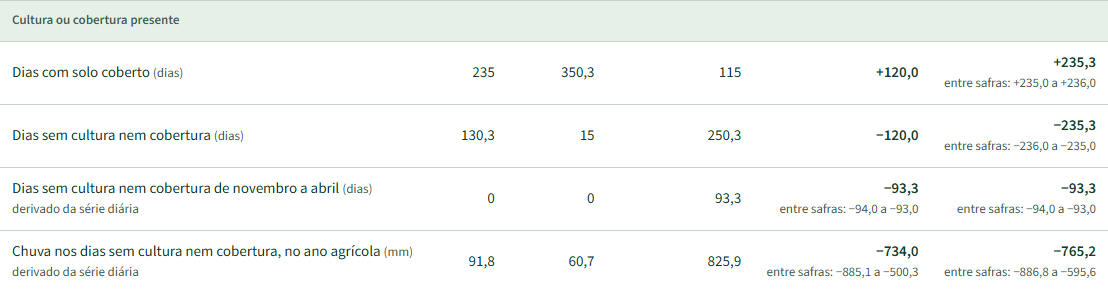 Cultura ou cobertura presente
Dias com solo coberto (dias) 235 350,3 115 +120,0 +235,3
entre safras: +235,0 a +236,0
Dias sem cultura nem cobertura (dias) 130,3 15 250,3 −120,0 −235,3
entre safras: −236,0 a −235,0
Dias sem cultura nem cobertura de novembro a abril (dias) 0 0 93,3 −93,3 −93,3
derivado da série diária entre safras: −94,0 a −93,0 entre safras: −94,0 a −93,0
Chuva nos dias sem cultura nem cobertura, no ano agrícola (mm) 91,8 60,7 825,9 −734,0 −765,2
derivado da série diária entre safras: −885,1 a −500,3 entre safras: −886,8 a −595,6